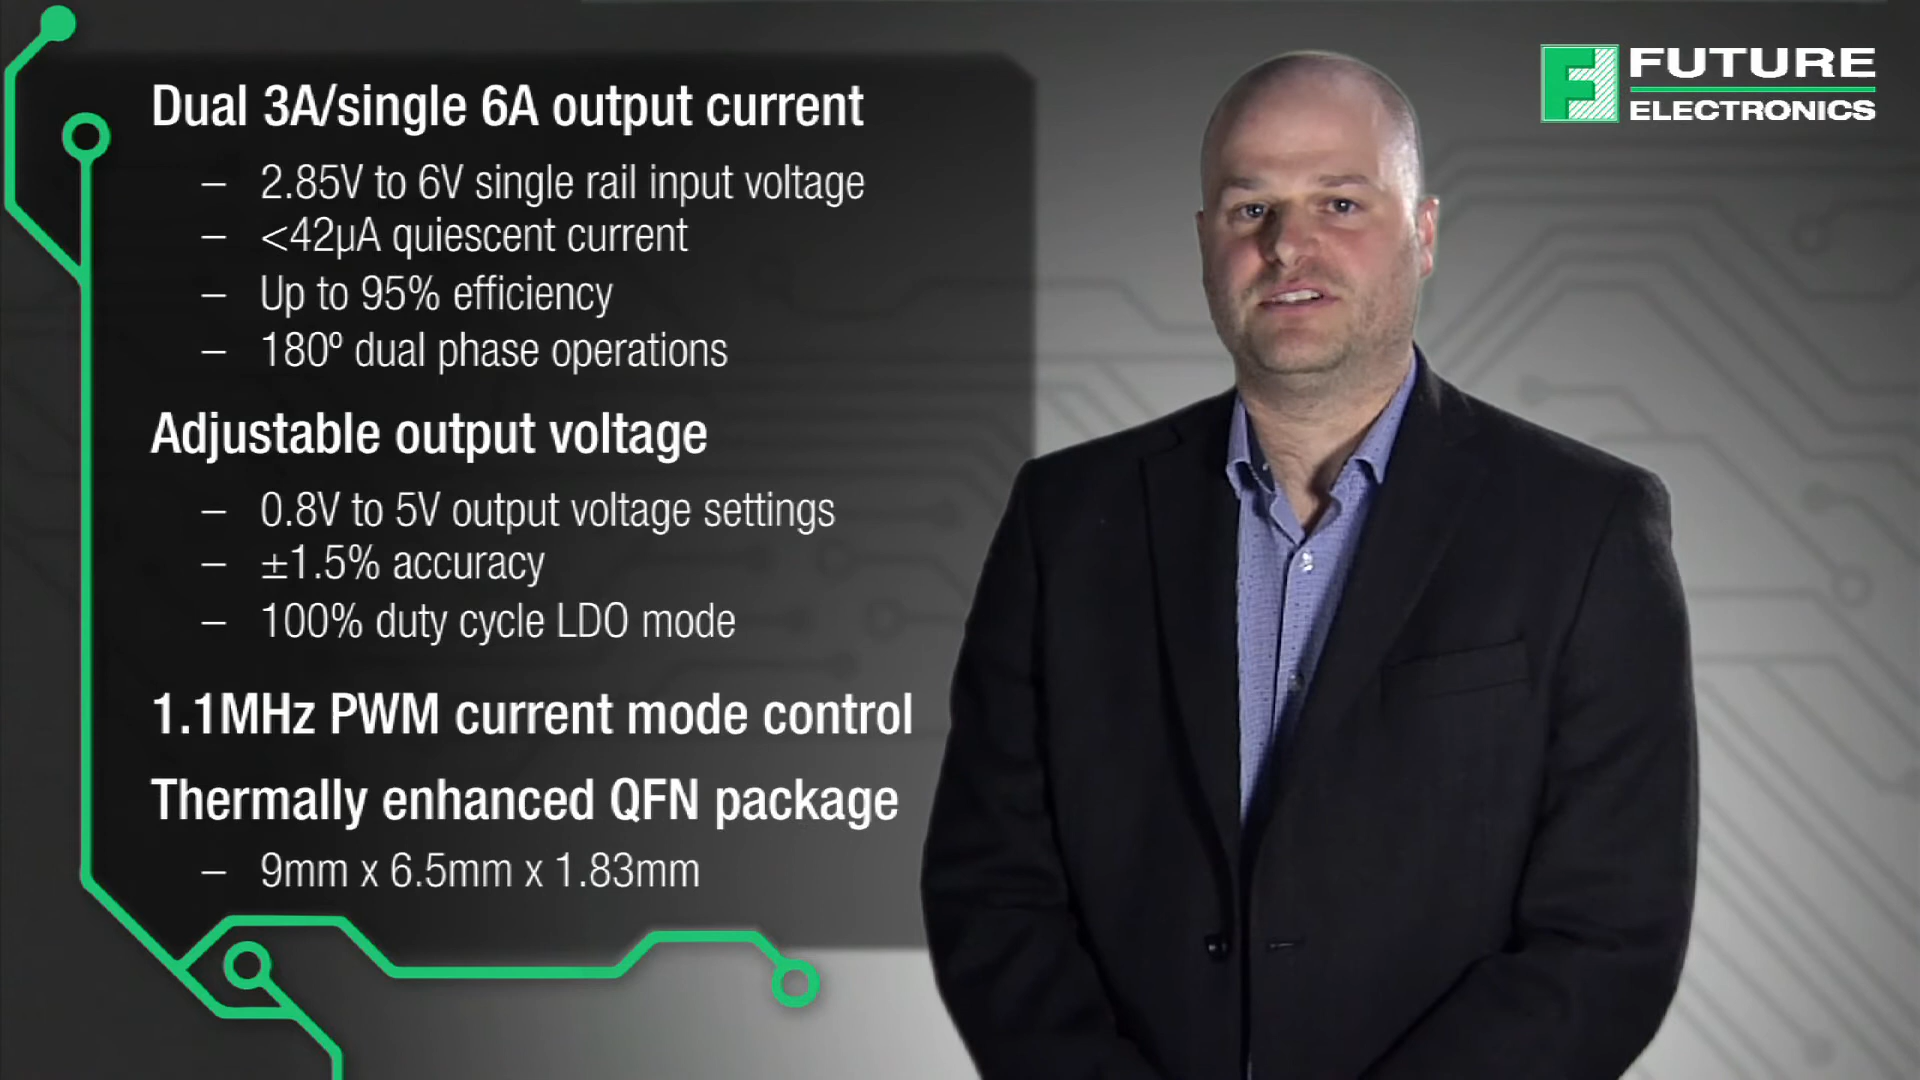 Dual 3A/single 6A output current
– 2.85V to 6V single rail input voltage
– <42µA quiescent current
– Up to 95% efficiency
– 180º dual phase operations
Adjustable output voltage
– 0.8V to 5V output voltage settings
– ±1.5% accuracy
– 100% duty cycle LDO mode
1.1MHz PWM current mode control
Thermally enhanced QFN package
– 9mm x 6.5mm x 1.83mm
FUTURE
ELECTRONICS